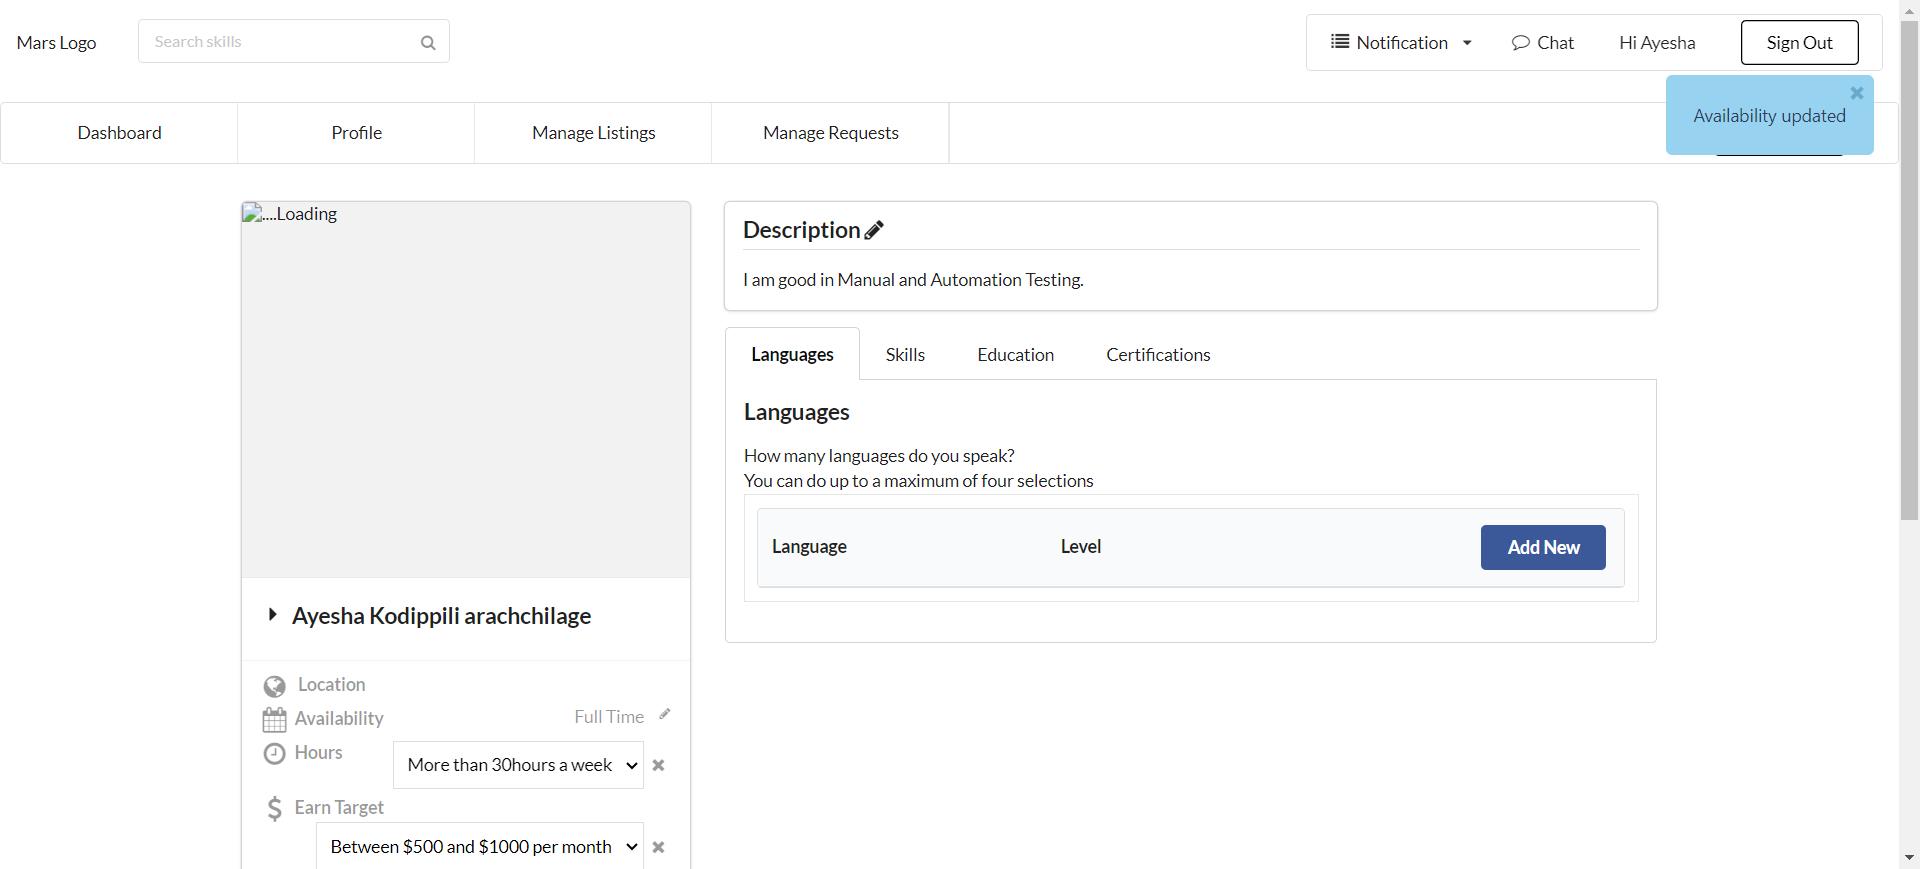 Mars Logo
Search skills
Notification
Chat
Hi Ayesha
Sign Out
Availability updated
Dashboard
Profile
Manage Listings
Manage Requests
....Loading
Description
I am good in Manual and Automation Testing.
Languages
Skills
Education
Certifications
Languages
How many languages do you speak?
You can do up to a maximum of four selections
Language
Level
Add New
Ayesha Kodippili arachchilage
Location
Availability
Full Time
Hours
More than 30hours a week
Earn Target
Between $500 and $1000 per month